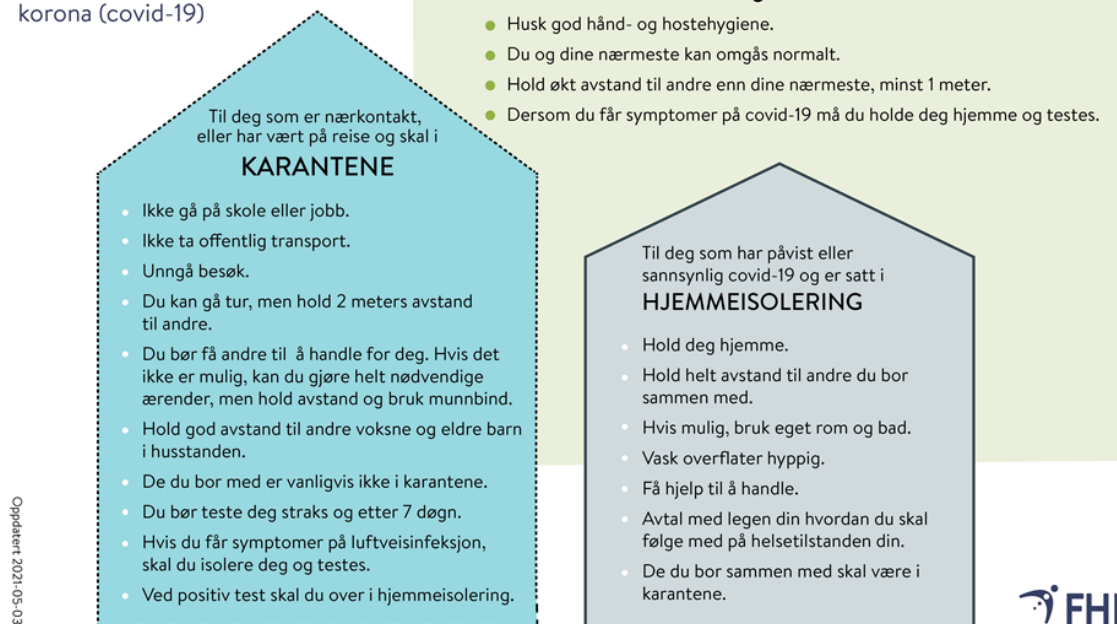 korona (covid-19)
Husk god hånd- og hostehygiene.
Du og dine nærmeste kan omgås normalt.
Hold økt avstand til andre enn dine nærmeste, minst 1 meter.
Dersom du får symptomer på covid-19 må du holde deg hjemme og testes.
Til deg som er nærkontakt,
eller har vært på reise og skal i
KARANTENE
Ikke gå på skole eller jobb.
Ikke ta offentlig transport.
Unngå besøk.
Du kan gå tur, men hold 2 meters avstand
til andre.
Du bør få andre til å handle for deg. Hvis det
ikke er mulig, kan du gjøre helt nødvendige
ærender, men hold avstand og bruk munnbind.
Hold god avstand til andre voksne og eldre barn
i husstanden.
De du bor med er vanligvis ikke i karantene.
Du bør teste deg straks og etter 7 døgn.
Hvis du får symptomer på luftveisinfeksjon,
skal du isolere deg og testes.
Ved positiv test skal du over i hjemmeisolering.
Til deg som har påvist eller
sannsynlig covid-19 og er satt i
HJEMMEISOLERING
Hold deg hjemme.
Hold helt avstand til andre du bor
sammen med.
Hvis mulig, bruk eget rom og bad.
Vask overflater hyppig.
Få hjelp til å handle.
Avtal med legen din hvordan du skal
følge med på helsetilstanden din.
De du bor sammen med skal være i
karantene.
Oppdatert 2021-05-03
FHI